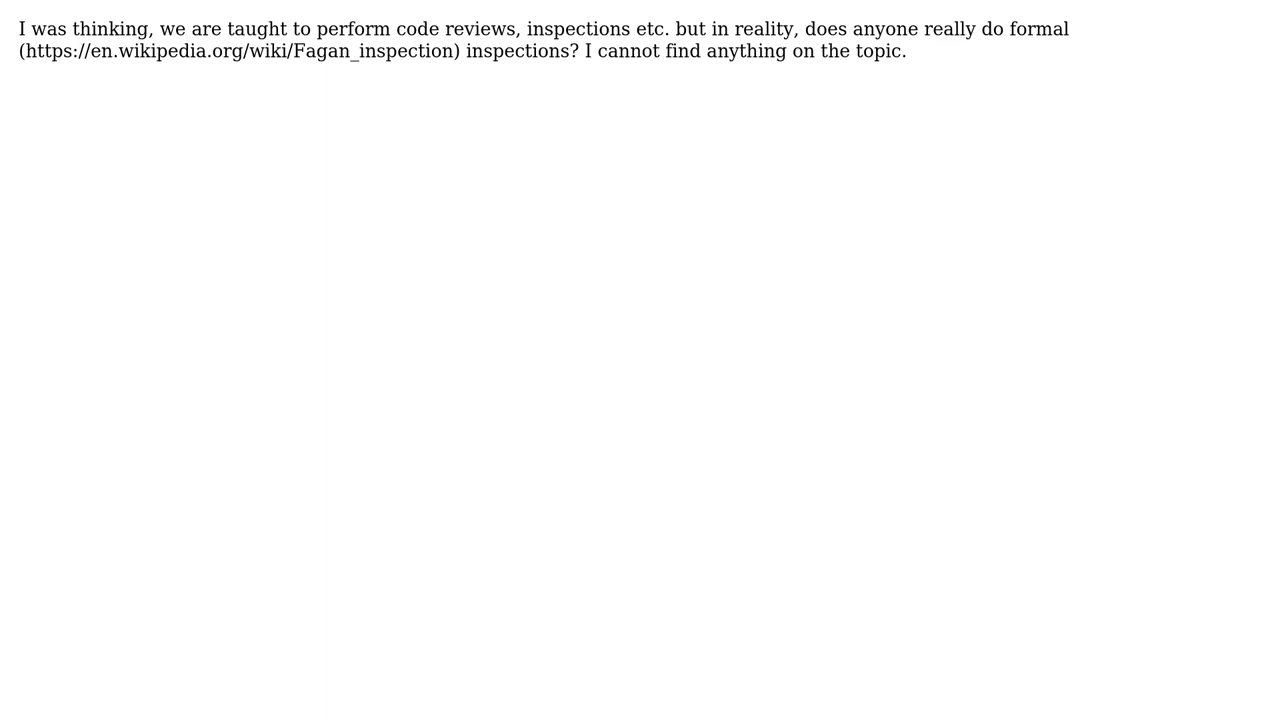 I was thinking, we are taught to perform code reviews, inspections etc. but in reality, does anyone really do formal
(https://en.wikipedia.org/wiki/Fagan_inspection) inspections? I cannot find anything on the topic.